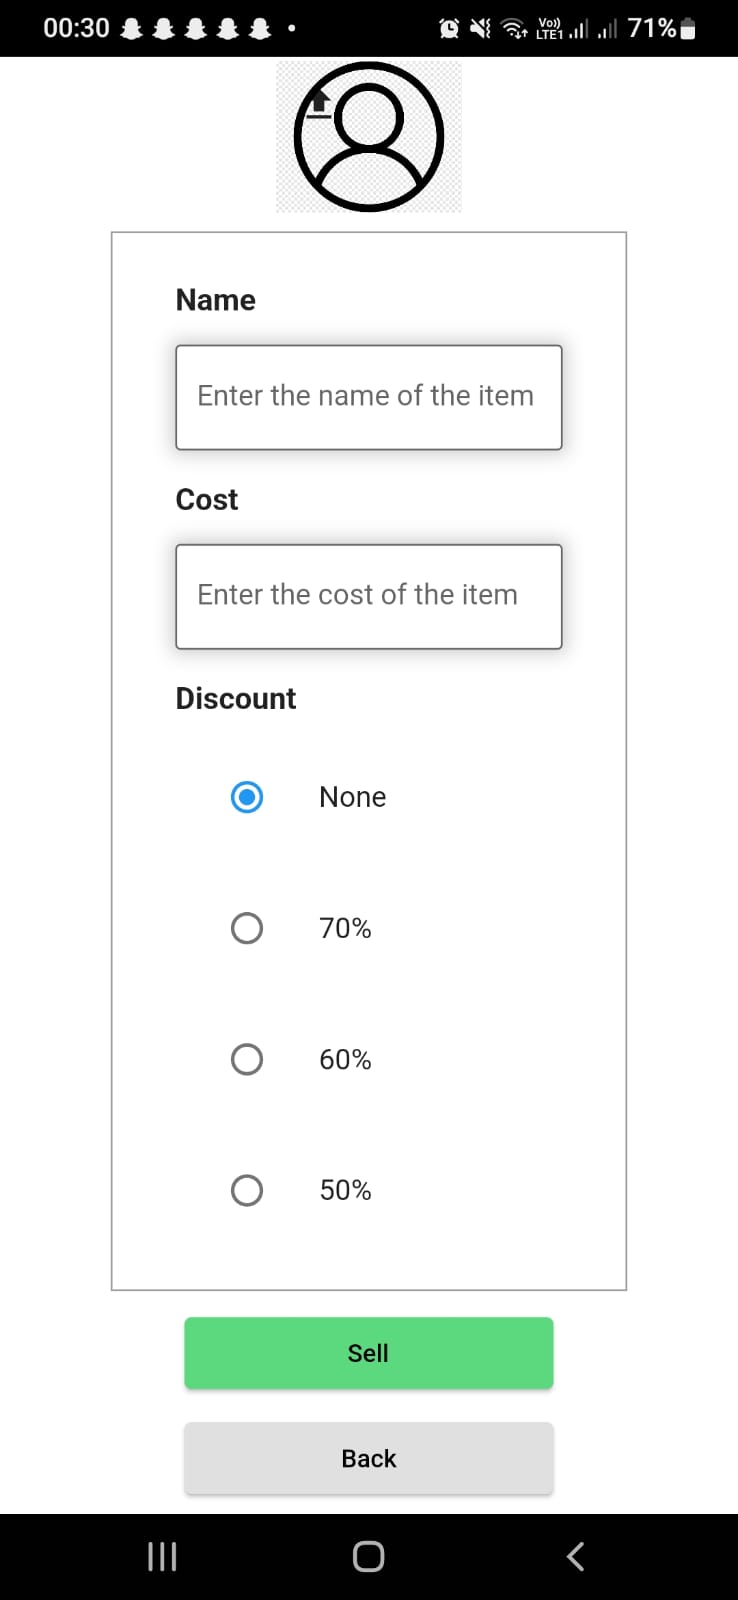 00:30
Vo))
LTE1
71%
Name
Enter the name of the item
Cost
Enter the cost of the item
Discount
None
70%
60%
50%
Sell
Back